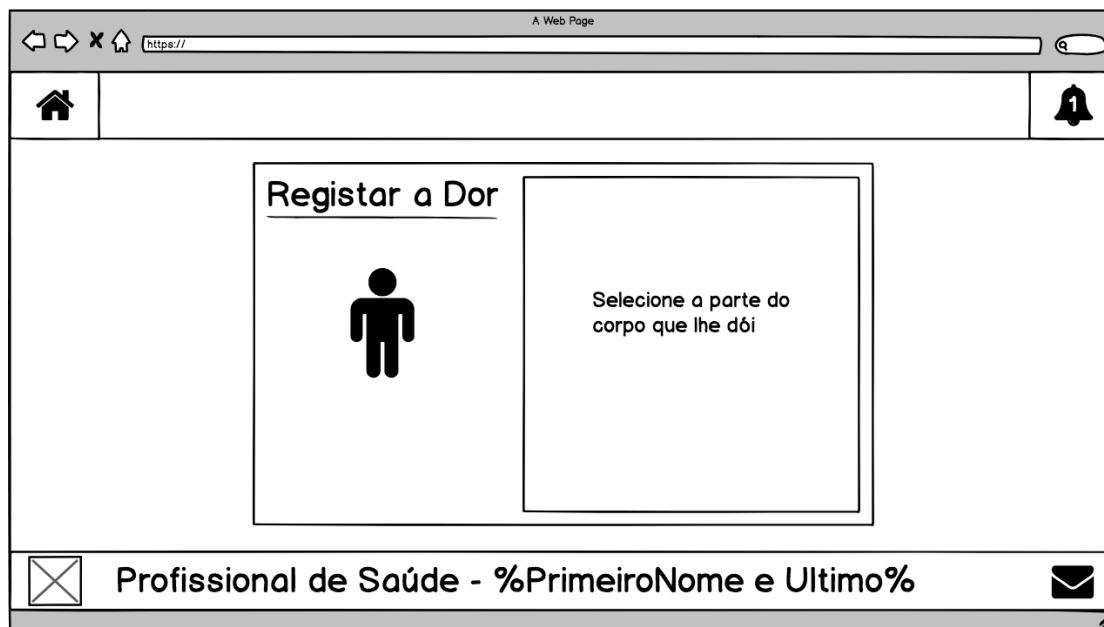 A Web Page
https://
1
Registar a Dor
Selecione a parte do
corpo que lhe dói
Profissional de Saúde - %PrimeiroNome e Ultimo%